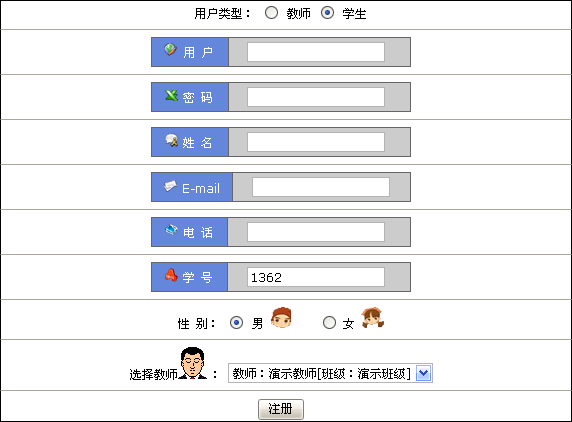 用户类型： 教师 学生
用 户
密 码
姓 名
E-mail
电 话
学 号 1362
性 别： 男 女
选择教师 ： 教师：演示教师[班级：演示班级]
注册